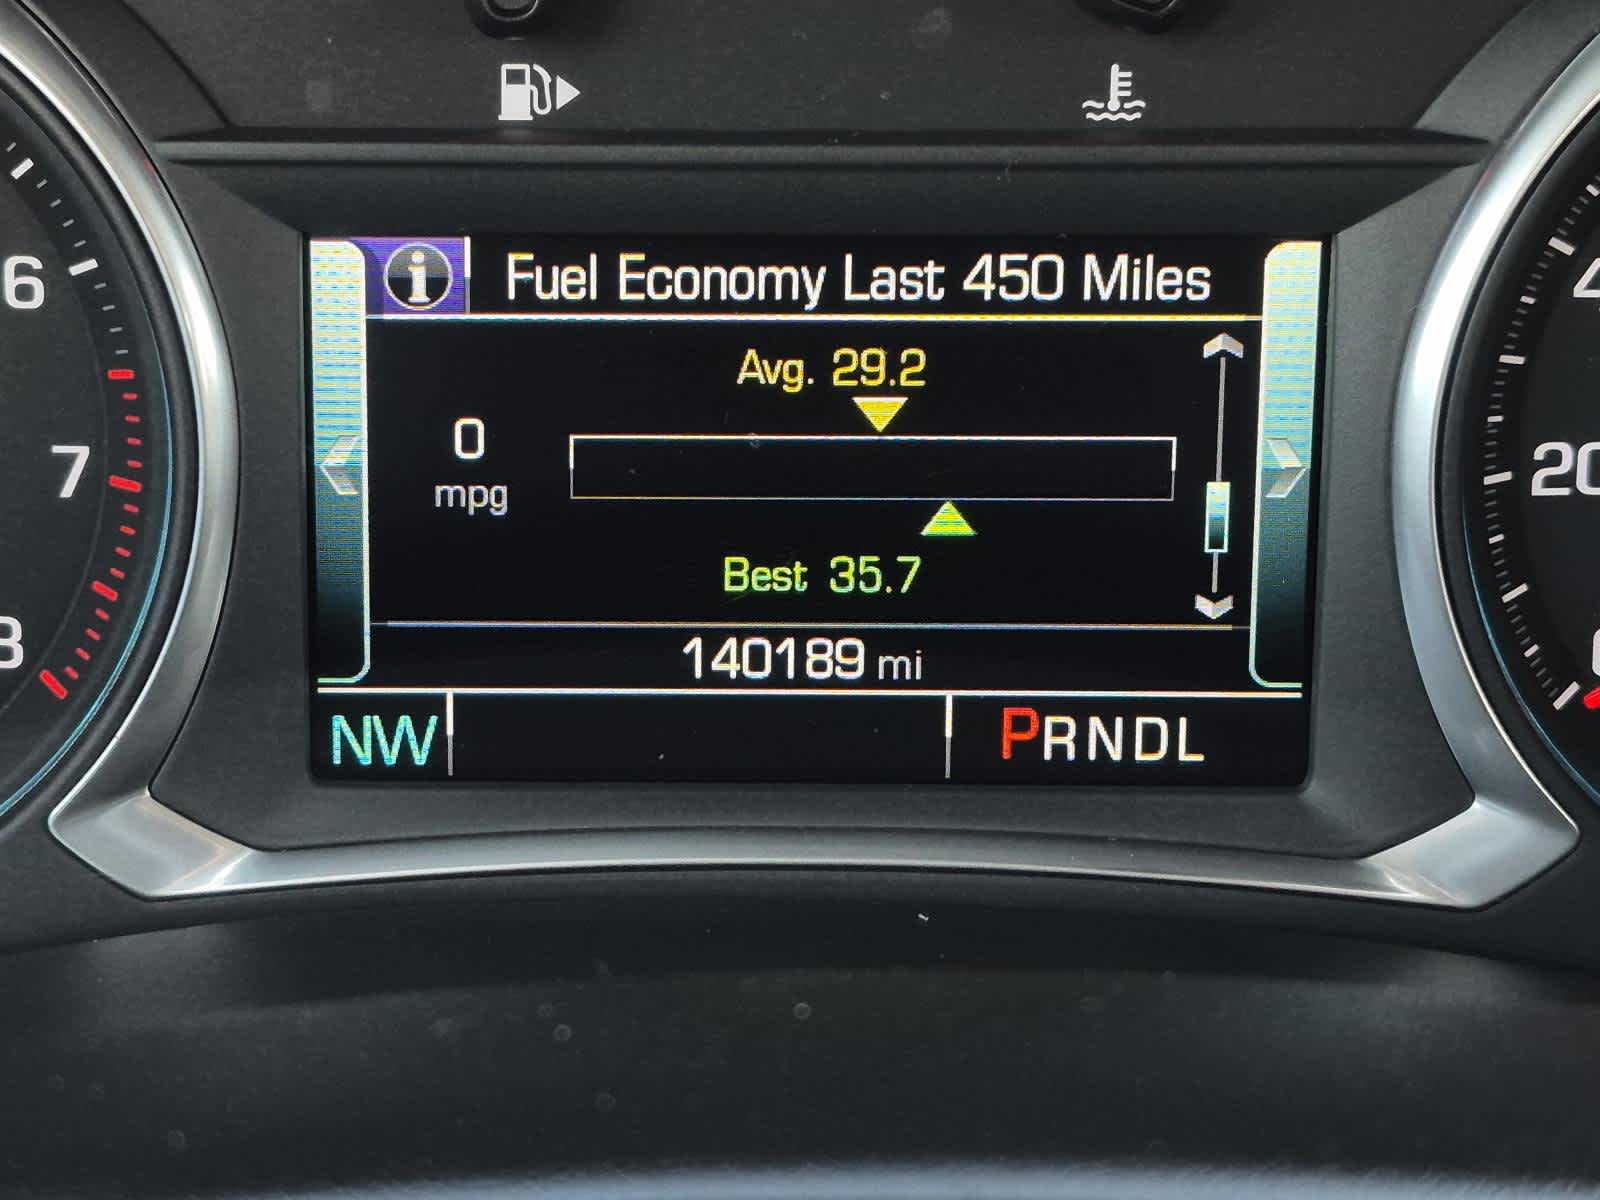 Fuel Economy Last 450 Miles
Avg. 29.2
0
mpg
Best 35.7
140189 mi
NW
PRNDL
6
7
8
20